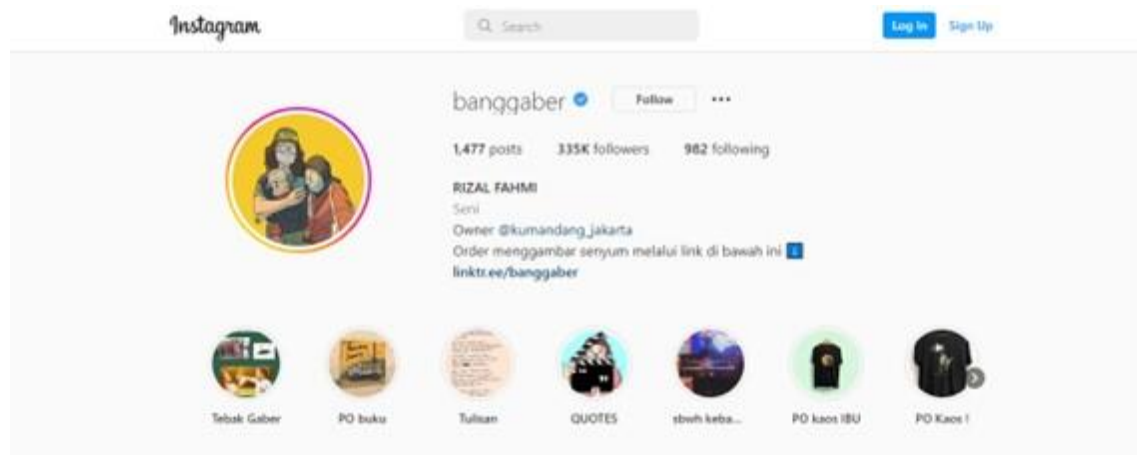 Instagram
Search
Log In
Sign Up
banggaber
Follow
1,477 posts 335K followers 982 following
RIZAL FAHMI
Seni
Owner @kumandang_jakarta
Order menggambar senyum melalui link di bawah ini
linktr.ee/banggaber
Tebak Gaber
PO buku
Tulisan
QUOTES
sbwh keba...
PO kaos IBU
PO Kaos !